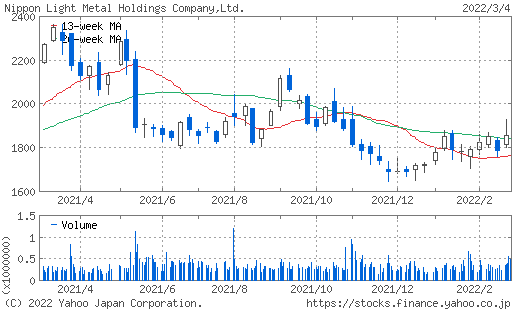 Nippon Light Metal Holdings Company,Ltd. 2022/3/4
2400
13-week MA
26-week MA
2200
2000
1800
1600
2021/4 2021/6 2021/8 2021/10 2021/12 2022/2
1.5
Volume
1
0.5
0
(x1000000)
2021/4 2021/6 2021/8 2021/10 2021/12 2022/2
(C) 2022 Yahoo Japan Corporation. https://stocks.finance.yahoo.co.jp